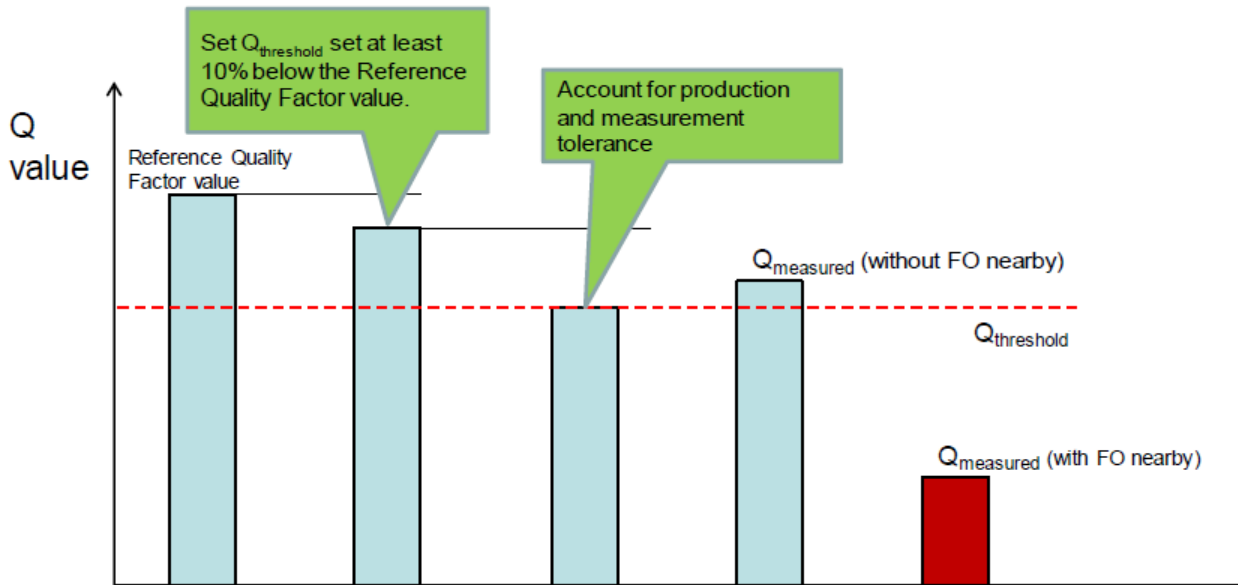 Set Qthreshold set at least
10% below the Reference
Quality Factor value.
Account for production
and measurement
tolerance
Q
value
Reference Quality
Factor value
Qmeasured (without FO nearby)
Qthreshold
Qmeasured (with FO nearby)